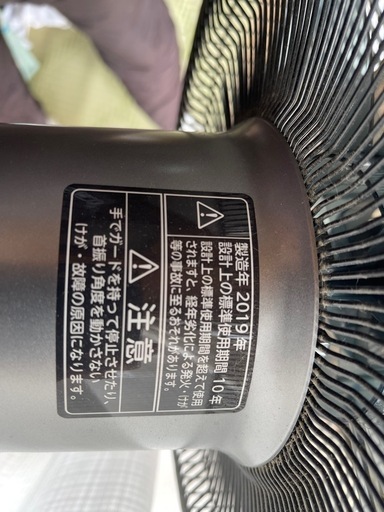 製造年 2019年
設計上の標準使用期間 10年
設計上の標準使用期間を超えて使用
されますと、経年劣化による発火・けが
等の事故に至るおそれがあります。
注意
手でガードを持って停止させたり、
首振り角度を動かさない
けが・故障の原因になります。